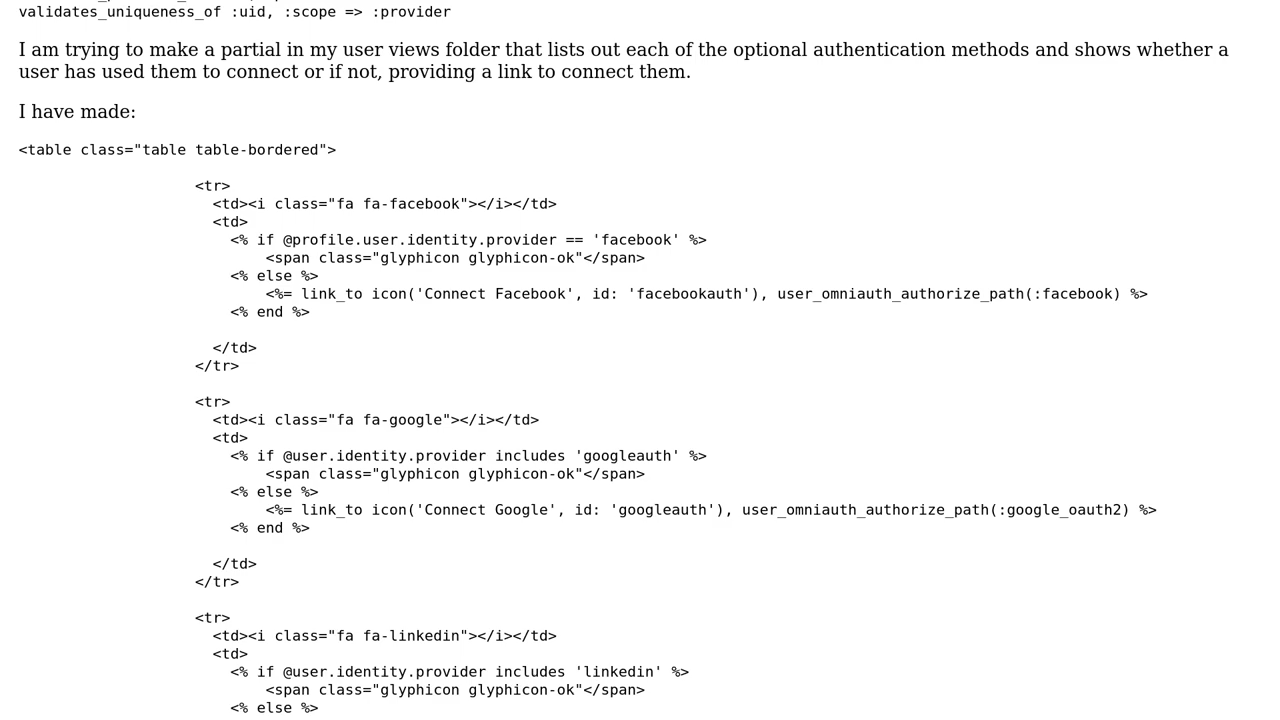 validates_uniqueness_of :uid, :scope => :provider
I am trying to make a partial in my user views folder that lists out each of the optional authentication methods and shows whether a
user has used them to connect or if not, providing a link to connect them.
I have made:
<table class="table table-bordered">
<tr>
<td><i class="fa fa-facebook"></i></td>
<td>
<% if @profile.user.identity.provider == 'facebook' %>
<span class="glyphicon glyphicon-ok"</span>
<% else %>
<%= link_to icon('Connect Facebook', id: 'facebookauth'), user_omniauth_authorize_path(:facebook) %>
<% end %>
</td>
</tr>
<tr>
<td><i class="fa fa-google"></i></td>
<td>
<% if @user.identity.provider includes 'googleauth' %>
<span class="glyphicon glyphicon-ok"</span>
<% else %>
<%= link_to icon('Connect Google', id: 'googleauth'), user_omniauth_authorize_path(:google_oauth2) %>
<% end %>
</td>
</tr>
<tr>
<td><i class="fa fa-linkedin"></i></td>
<td>
<% if @user.identity.provider includes 'linkedin' %>
<span class="glyphicon glyphicon-ok"</span>
<% else %>